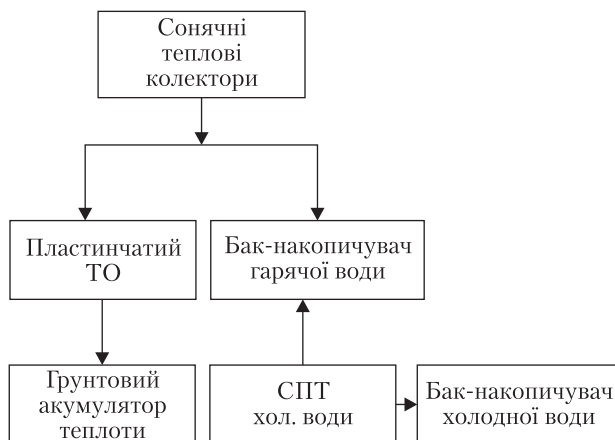 Сонячні
теплові
колектори
Пластинчатий
ТО
Бак-накопичувач
гарячої води
Грунтовий
акумулятор
теплоти
СПТ
хол. води
Бак-накопичувач
холодної води